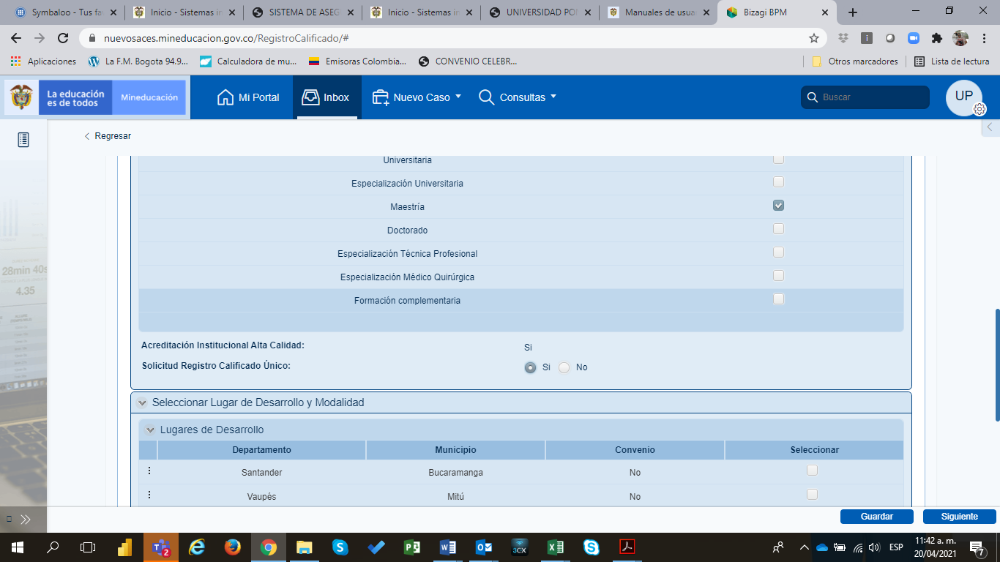 Symbaloo - Tus fa
Inicio - Sistemas in
SISTEMA DE ASEG
Inicio - Sistemas in
UNIVERSIDAD PO
Manuales de usua
Bizagi BPM
nuevosaces.mineducacion.gov.co/RegistroCalificado/#
Aplicaciones
La F.M. Bogota 94.9...
Calculadora de mu...
Emisoras Colombia...
CONVENIO CELEBR...
Otros marcadores
Lista de lectura
La educación
es de todos
Mineducación
Mi Portal
Inbox
Nuevo Caso
Consultas
Buscar
UP
Regresar
Universitaria
Especialización Universitaria
Maestría
Doctorado
Especialización Técnica Profesional
Especialización Médico Quirúrgica
Formación complementaria
28min 40s
4.35
Acreditación Institucional Alta Calidad: Si
Solicitud Registro Calificado Único: Si No
Seleccionar Lugar de Desarrollo y Modalidad
Lugares de Desarrollo
Departamento Municipio Convenio Seleccionar
Santander Bucaramanga No
Vaupés Mitú No
Guardar
Siguiente
2
3CX
ESP
11:42 a. m.
20/04/2021
7